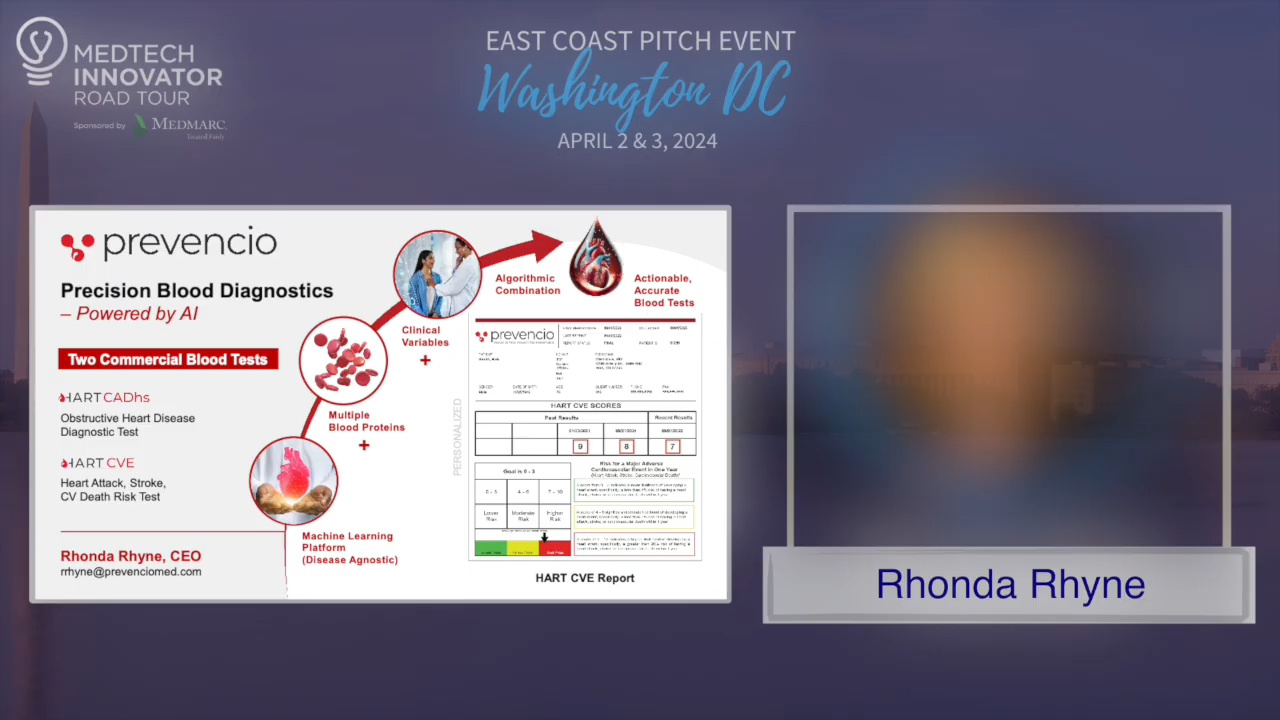 MEDTECH
INNOVATOR
ROAD TOUR
Sponsored by MEDMARC
EAST COAST PITCH EVENT
Washington DC
APRIL 2 & 3, 2024
prevencio
Precision Blood Diagnostics
– Powered by AI
Two Commercial Blood Tests
HART CADhs
Obstructive Heart Disease
Diagnostic Test
HART CVE
Heart Attack, Stroke,
CV Death Risk Test
Rhonda Rhyne, CEO
rrhyne@prevenciomed.com
Machine Learning
Platform
(Disease Agnostic)
+
Multiple
Blood Proteins
+
Clinical
Variables
Algorithmic
Combination
Actionable,
Accurate
Blood Tests
PERSONALIZED
prevencio
HART CVE SCORES
Past Results
Recent Results
9
8
7
Goal is 0 - 3
0 - 3
4 - 6
7 - 10
Lower
Risk
Moderate
Risk
Higher
Risk
Risk for a Major Adverse
Cardiovascular Event in One Year
(Heart Attack, Stroke, Cardiovascular Death)
HART CVE Report
Rhonda Rhyne